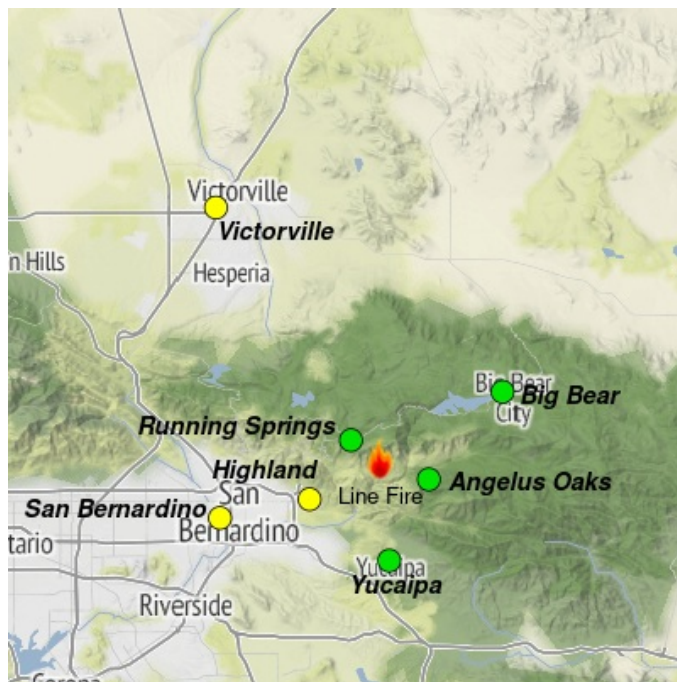 Victorville
Victorville
n Hills
Hesperia
Big Bear
Big Bear
City
Running Springs
Highland
Line Fire
Angelus Oaks
San
San Bernardino
Bernardino
tario
Yucaipa
Yucaipa
Riverside
Corona